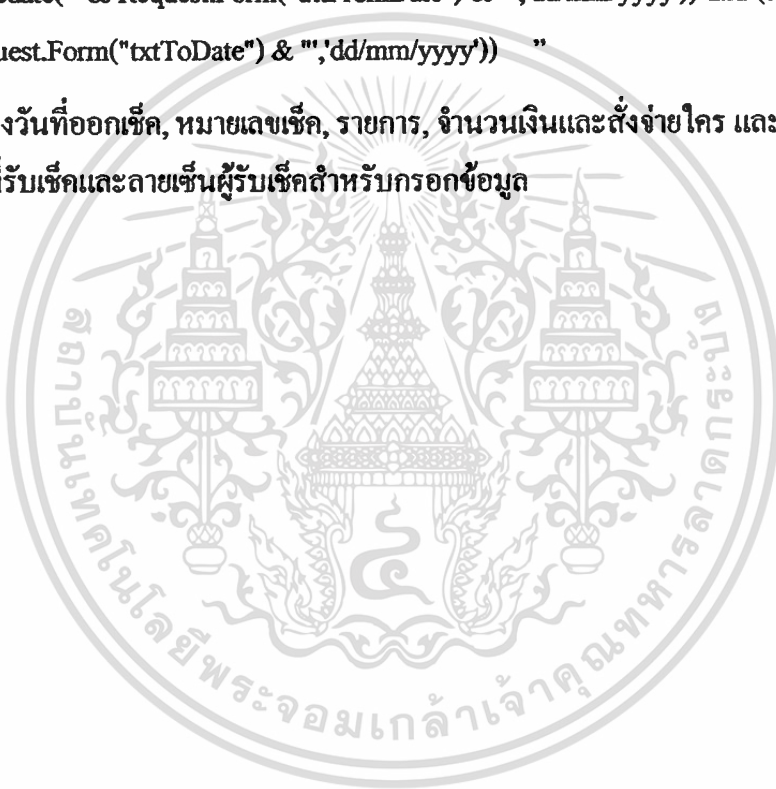 uest.Form("txtToDate") & "','dd/mm/yyyy')) ”
งวันที่ออกเช็ค, หมายเลขเช็ค, รายการ, จำนวนเงินและสั่งจ่ายใคร และ
ที่รับเช็คและลายเซ็นผู้รับเช็คสำหรับกรอกข้อมูล
สถาบันเทคโนโลยีพระจอมเกล้าเจ้าคุณทหารลาดกระบัง